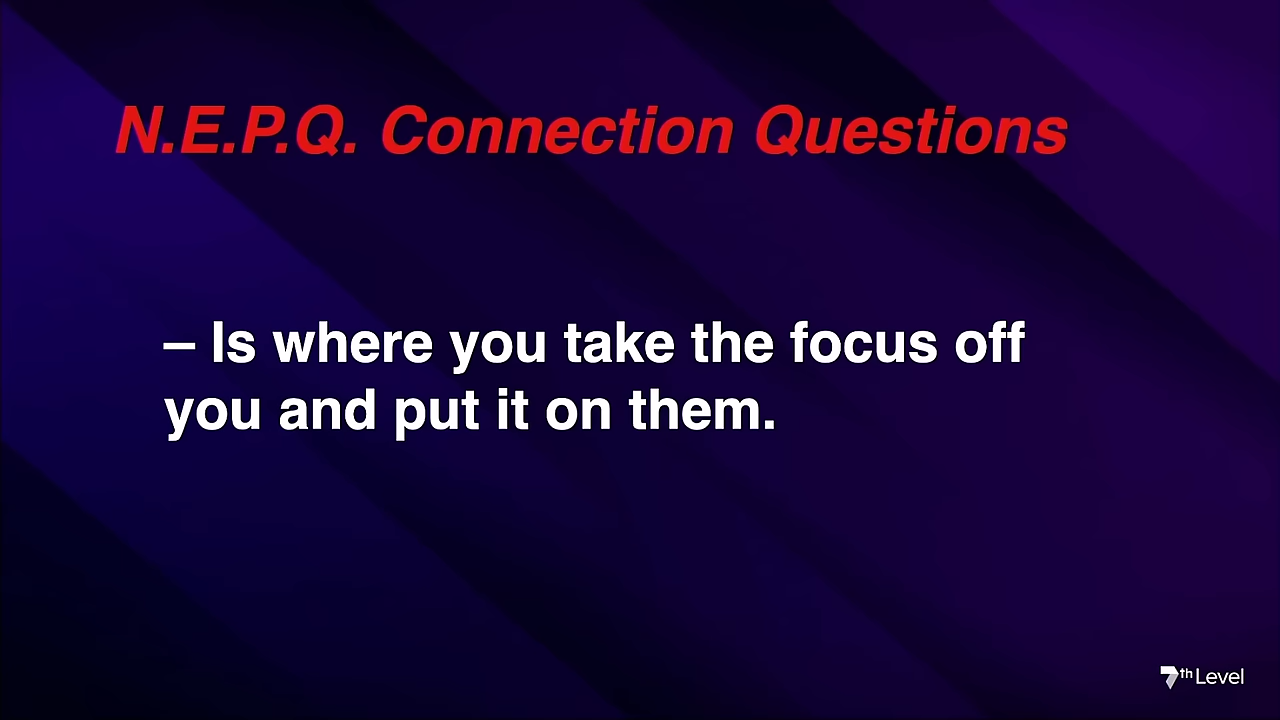 N.E.P.Q. Connection Questions
– Is where you take the focus off
you and put it on them.
7th Level